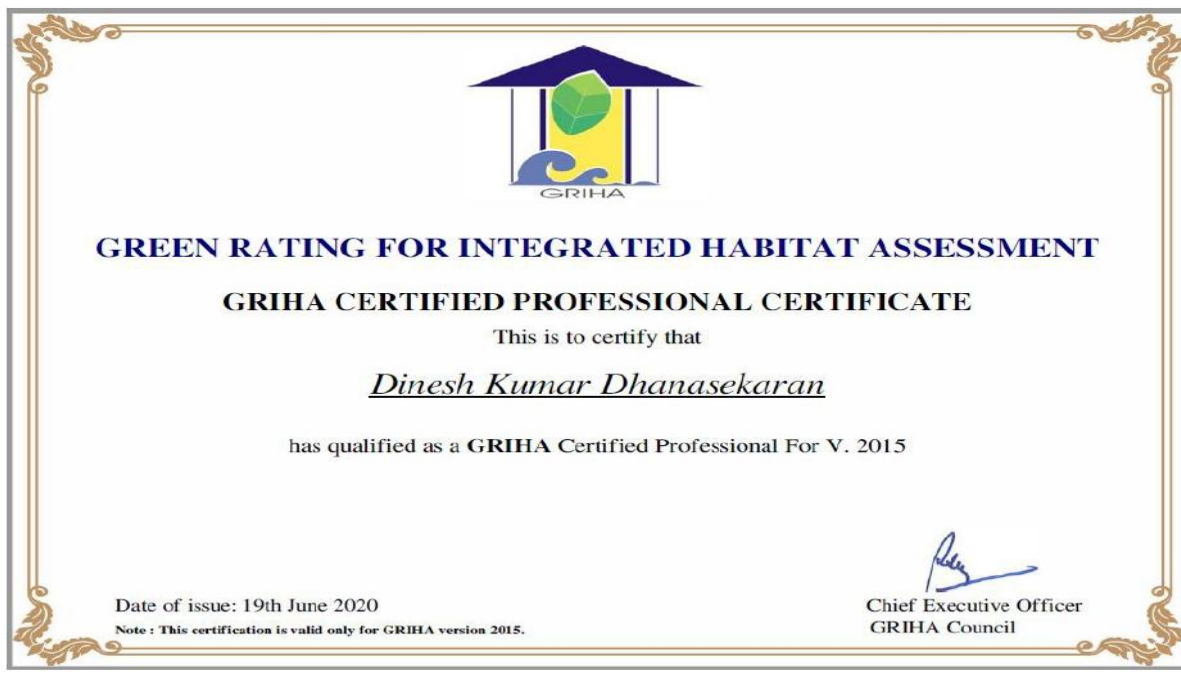 GRIHA
GREEN RATING FOR INTEGRATED HABITAT ASSESSMENT
GRIHA CERTIFIED PROFESSIONAL CERTIFICATE
This is to certify that
Dinesh Kumar Dhanasekaran
has qualified as a GRIHA Certified Professional For V. 2015
Date of issue: 19th June 2020
Note : This certification is valid only for GRIHA version 2015.
Chief Executive Officer
GRIHA Council